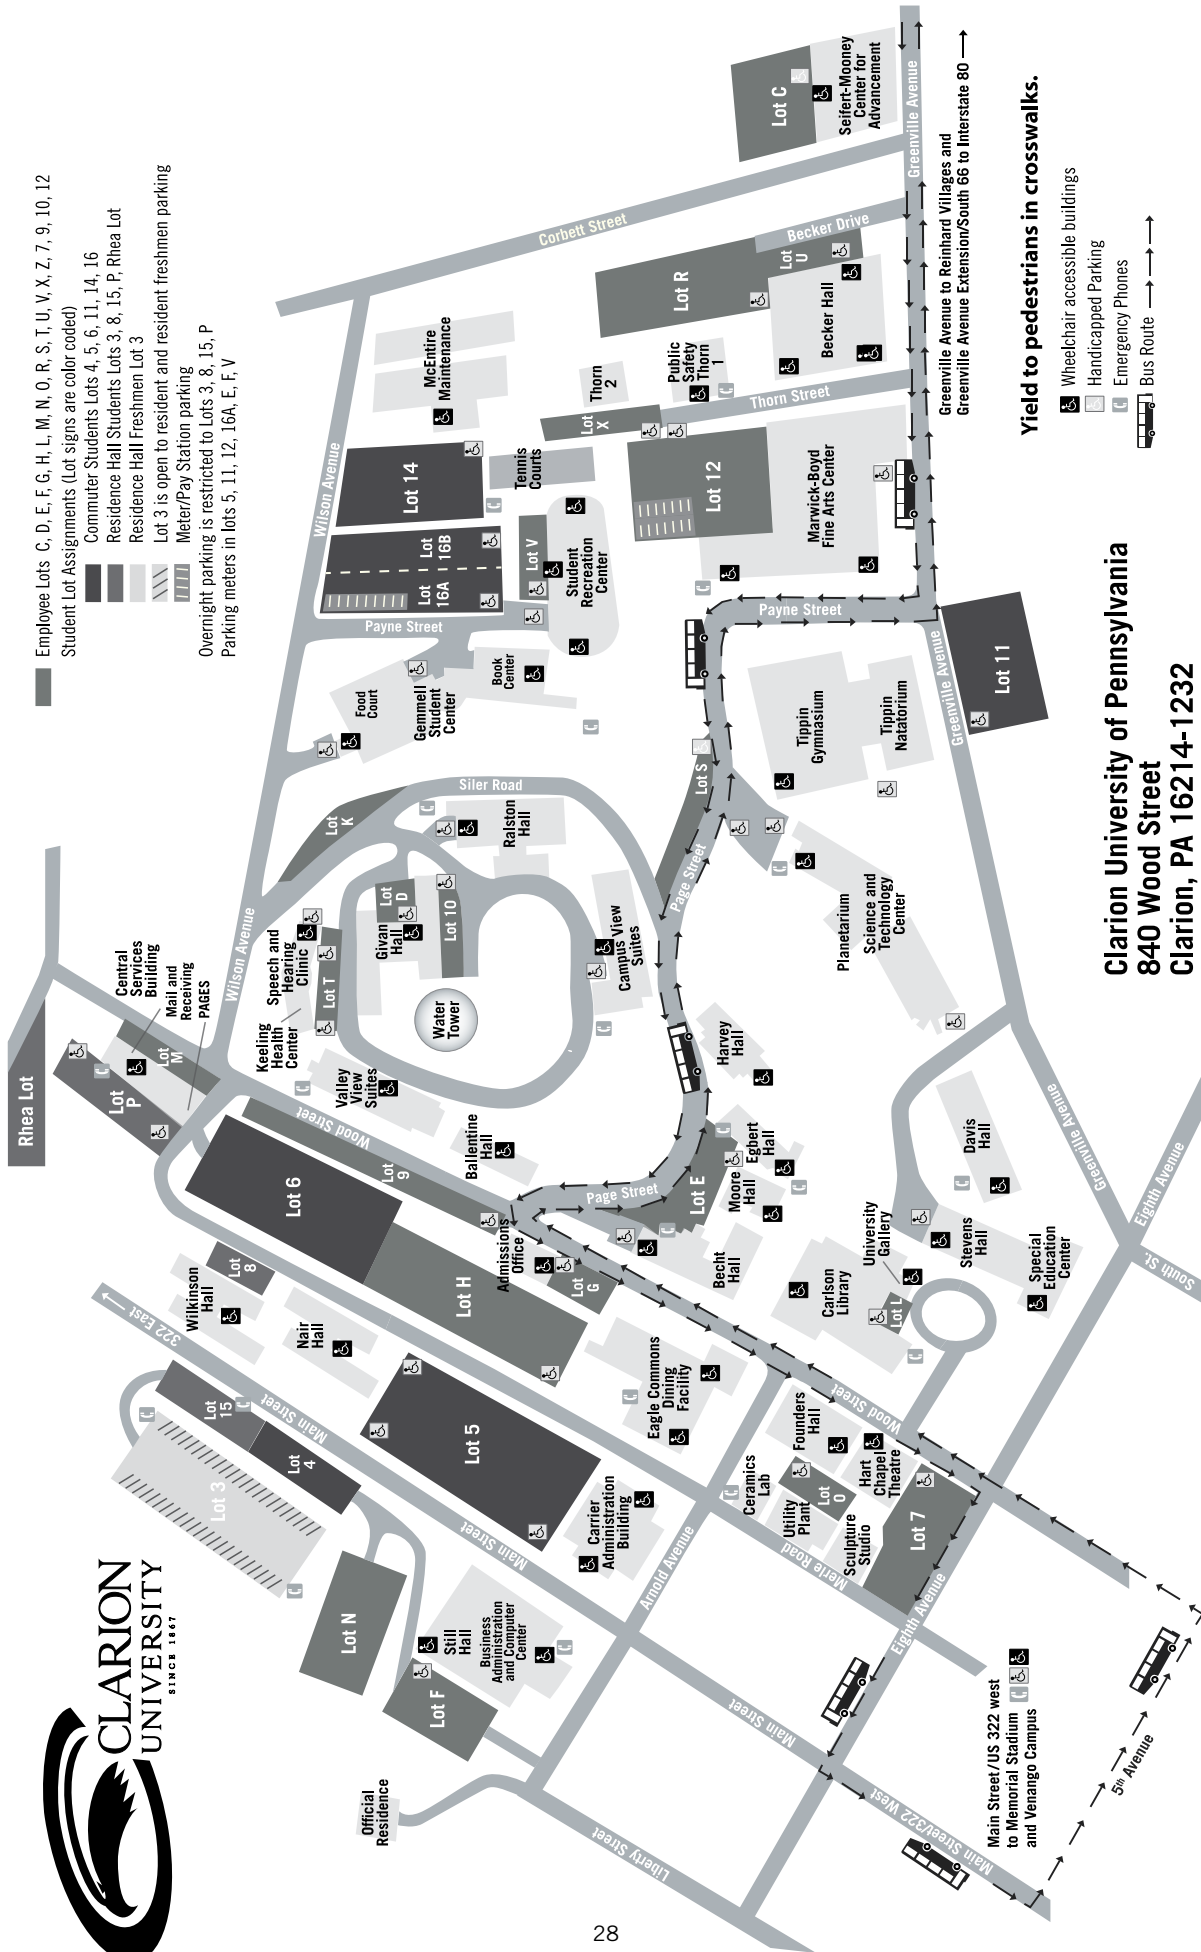 CLARION
UNIVERSITY
SINCE 1867
Employee Lots C, D, E, F, G, H, L, M, N, O, R, S, T, U, V, X, Z, 7, 9, 10, 12
Student Lot Assignments (Lot signs are color coded)
Commuter Students Lots 4, 5, 6, 11, 14, 16
Residence Hall Students Lots 3, 8, 15, P, Rhea Lot
Residence Hall Freshmen Lot 3
Lot 3 is open to resident and resident freshmen parking
Meter/Pay Station parking
Overnight parking is restricted to Lots 3, 8, 15, P
Parking meters in lots 5, 11, 12, 16A, E, F, V
Rhea Lot
Lot
P
Lot
M
Central
Services
Building
Mail and
Receiving
PAGES
Wilson Avenue
Wilson Avenue
322 East
Main Street
Lot
15
Lot
4
Lot 3
Wilkinson
Hall
Lot
8
Nair
Hall
Lot 6
Lot
9
Wood Street
Lot H
Lot 5
Main Street
Lot N
Lot F
Still
Hall
Business
Administration
and Computer
Center
Official
Residence
Liberty Street
Arnold Avenue
Carrier
Administration
Building
Eagle Commons
Dining
Facility
Admissions
Office
Lot
G
Ballentine
Hall
Valley
View
Suites
Keeling
Health
Center
Speech and
Hearing
Clinic
Lot T
Givan
Hall
Lot
D
Lot 10
Water
Tower
Lot
K
Siler Road
Ralston
Hall
Campus View
Suites
Food
Court
Gemmell
Student
Center
Book
Center
Payne Street
Lot
16A
Lot
16B
Lot 14
Lot V
Student
Recreation
Center
Tennis
Courts
McEntire
Maintenance
Corbett Street
Lot
X
Thorn
2
Public
Safety
Thorn
1
Thorn Street
Lot R
Lot
U
Becker Drive
Becker Hall
Lot C
Seifert-Mooney
Center for
Advancement
Greenville Avenue
Lot 12
Marwick-Boyd
Fine Arts Center
Payne Street
Lot 11
Greenville Avenue
Tippin
Gymnasium
Tippin
Natatorium
Lot S
Page Street
Planetarium
Science and
Technology
Center
Harvey
Hall
Egbert
Hall
Moore
Hall
Lot E
Page Street
Becht
Hall
Carlson
Library
University
Gallery
Lot L
Stevens
Hall
Davis
Hall
Special
Education
Center
Greenville Avenue
Eighth Avenue
South St.
Wood Street
Founders
Hall
Hart
Chapel
Theatre
Lot
O
Ceramics
Lab
Utility
Plant
Sculpture
Studio
Merle Road
Lot 7
Eighth Avenue
Main Street
Main Street/322 West
5th Avenue
Main Street/US 322 west
to Memorial Stadium
and Venango Campus
C
Greenville Avenue to Reinhard Villages and
Greenville Avenue Extension/South 66 to Interstate 80
Yield to pedestrians in crosswalks.
Wheelchair accessible buildings
Handicapped Parking
C Emergency Phones
Bus Route
Clarion University of Pennsylvania
840 Wood Street
Clarion, PA 16214-1232
28